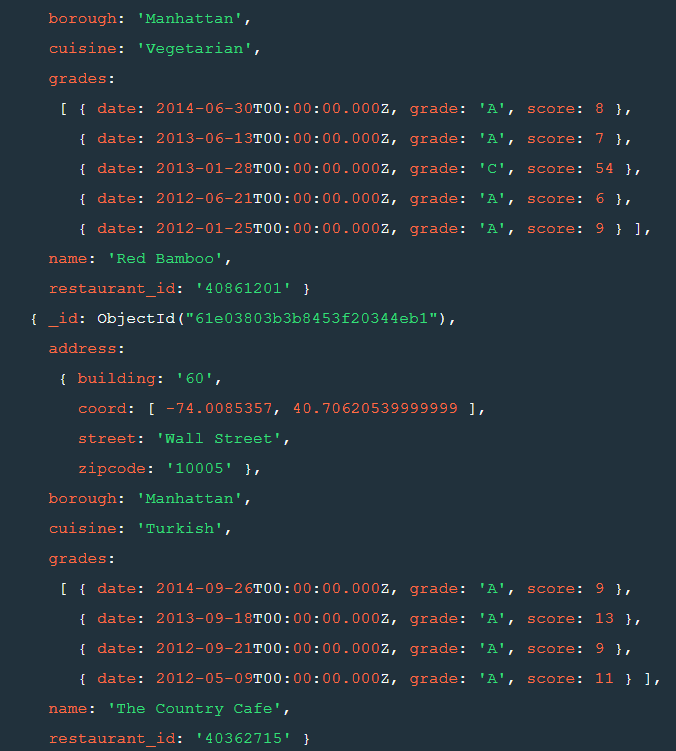 borough: 'Manhattan',
cuisine: 'Vegetarian',
grades:
[ { date: 2014-06-30T00:00:00.000Z, grade: 'A', score: 8 },
{ date: 2013-06-13T00:00:00.000Z, grade: 'A', score: 7 },
{ date: 2013-01-28T00:00:00.000Z, grade: 'C', score: 54 },
{ date: 2012-06-21T00:00:00.000Z, grade: 'A', score: 6 },
{ date: 2012-01-25T00:00:00.000Z, grade: 'A', score: 9 } ],
name: 'Red Bamboo',
restaurant_id: '40861201' }
{ _id: ObjectId("61e03803b3b8453f20344eb1"),
address:
{ building: '60',
coord: [ -74.0085357, 40.70620539999999 ],
street: 'Wall Street',
zipcode: '10005' },
borough: 'Manhattan',
cuisine: 'Turkish',
grades:
[ { date: 2014-09-26T00:00:00.000Z, grade: 'A', score: 9 },
{ date: 2013-09-18T00:00:00.000Z, grade: 'A', score: 13 },
{ date: 2012-09-21T00:00:00.000Z, grade: 'A', score: 9 },
{ date: 2012-05-09T00:00:00.000Z, grade: 'A', score: 11 } ],
name: 'The Country Cafe',
restaurant_id: '40362715' }